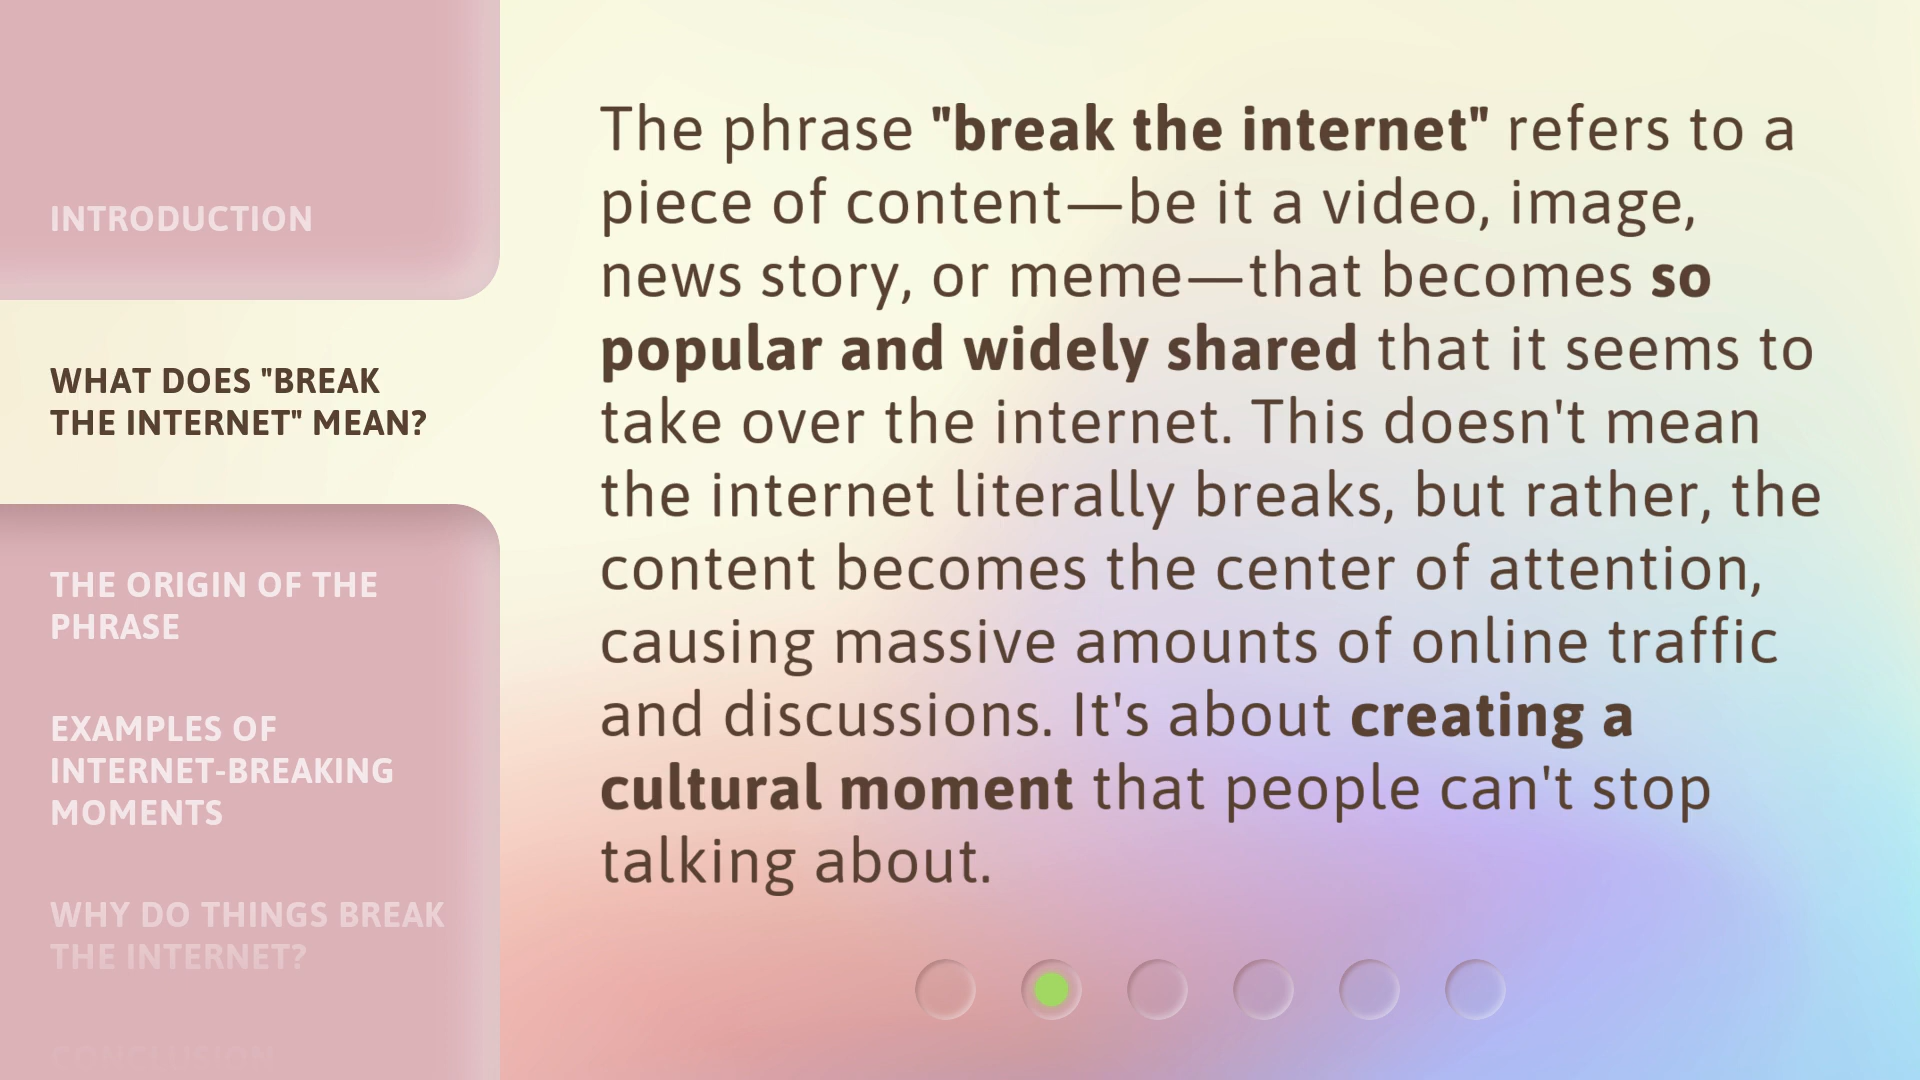 INTRODUCTION
WHAT DOES "BREAK
THE INTERNET" MEAN?
THE ORIGIN OF THE
PHRASE
EXAMPLES OF
INTERNET-BREAKING
MOMENTS
WHY DO THINGS BREAK
THE INTERNET?
CONCLUSION
The phrase "break the internet" refers to a
piece of content—be it a video, image,
news story, or meme—that becomes so
popular and widely shared that it seems to
take over the internet. This doesn't mean
the internet literally breaks, but rather, the
content becomes the center of attention,
causing massive amounts of online traffic
and discussions. It's about creating a
cultural moment that people can't stop
talking about.